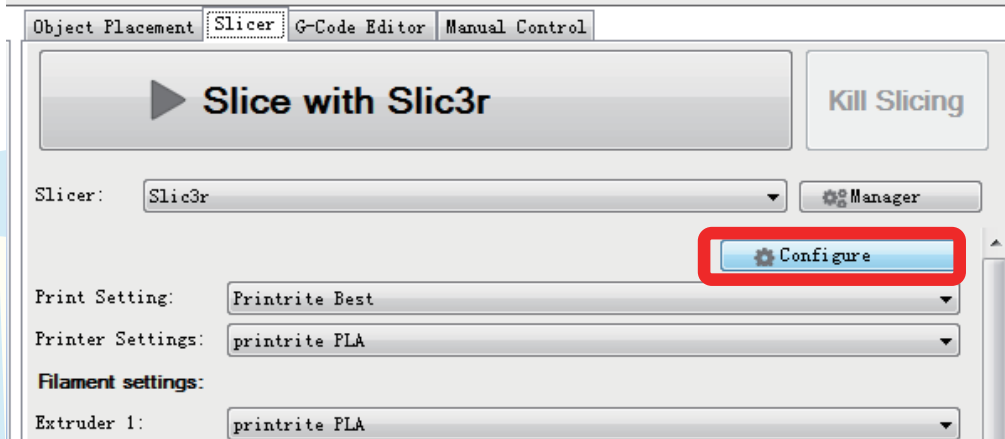 Object Placement Slicer G-Code Editor Manual Control
Slice with Slic3r Kill Slicing
Slicer: Slic3r Manager
Configure
Print Setting: Printrite Best
Printer Settings: printrite PLA
Filament settings:
Extruder 1: printrite PLA